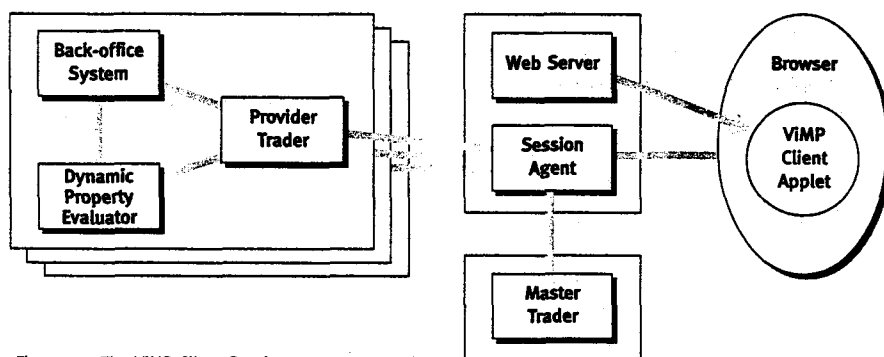 Back-office
System
Provider
Trader
Dynamic
Property
Evaluator
Web Server
Session
Agent
Master
Trader
Browser
ViMP
Client
Applet